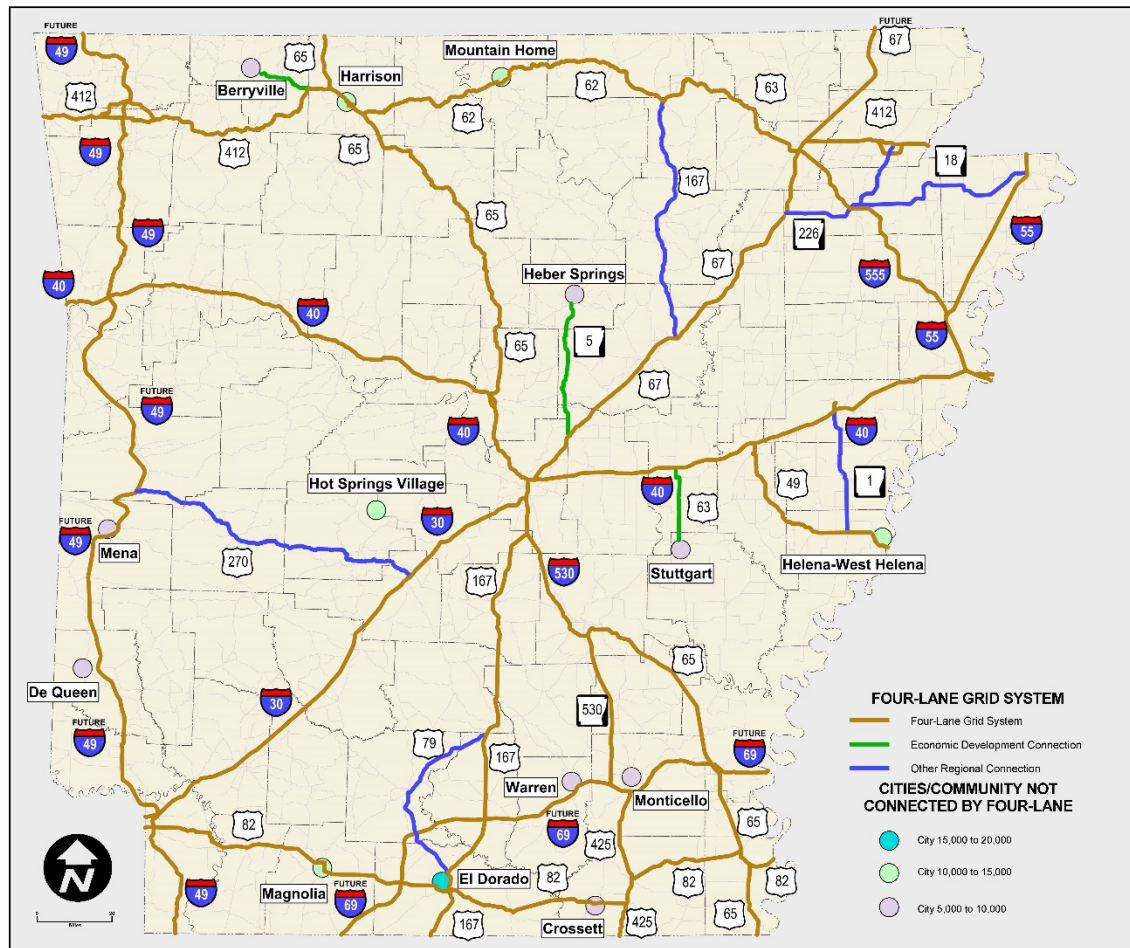 FUTURE
49
65
Mountain Home
FUTURE
67
Berryville
Harrison
412
62
63
412
62
49
412
65
18
167
49
65
226
55
67
Heber Springs
40
555
40
5
65
55
67
FUTURE
49
40
40
Hot Springs Village
49
1
30
40
63
FUTURE
49
Mena
270
Stuttgart
Helena-West Helena
167
530
De Queen
65
30
530
FOUR-LANE GRID SYSTEM
Four-Lane Grid System
Economic Development Connection
Other Regional Connection
FUTURE
49
79
167
FUTURE
69
Warren
Monticello
CITIES/COMMUNITY NOT
CONNECTED BY FOUR-LANE
City 15,000 to 20,000
City 10,000 to 15,000
City 5,000 to 10,000
82
FUTURE
69
425
65
N
Magnolia
El Dorado
82
82
82
49
FUTURE
69
167
Crossett
425
65
0
20
Miles